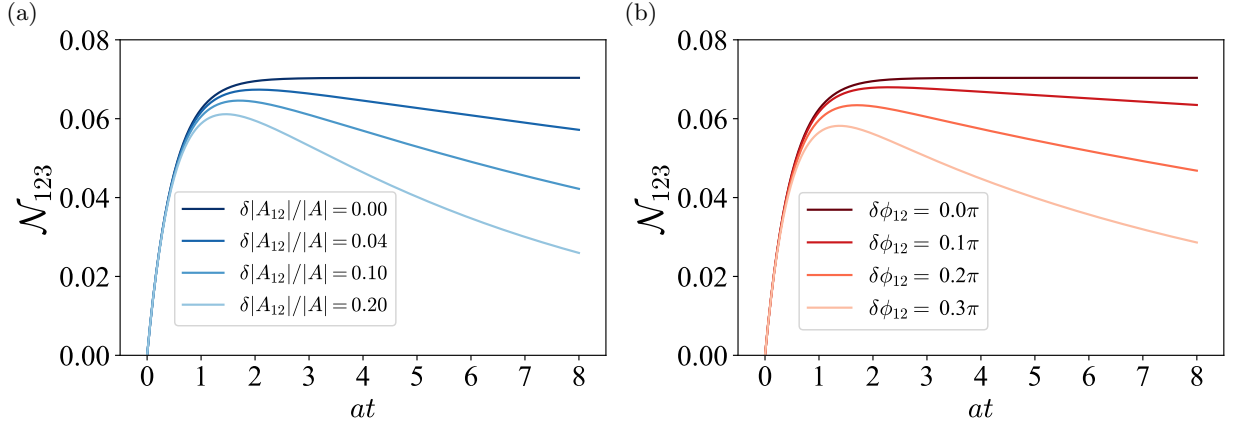 (a)
0.08
0.06
0.04
0.02
0.00
𝒩₁₂₃
δ|A₁₂|/|A| = 0.00
δ|A₁₂|/|A| = 0.04
δ|A₁₂|/|A| = 0.10
δ|A₁₂|/|A| = 0.20
0 1 2 3 4 5 6 7 8
at
(b)
0.08
0.06
0.04
0.02
0.00
𝒩₁₂₃
δϕ₁₂ = 0.0π
δϕ₁₂ = 0.1π
δϕ₁₂ = 0.2π
δϕ₁₂ = 0.3π
0 1 2 3 4 5 6 7 8
at